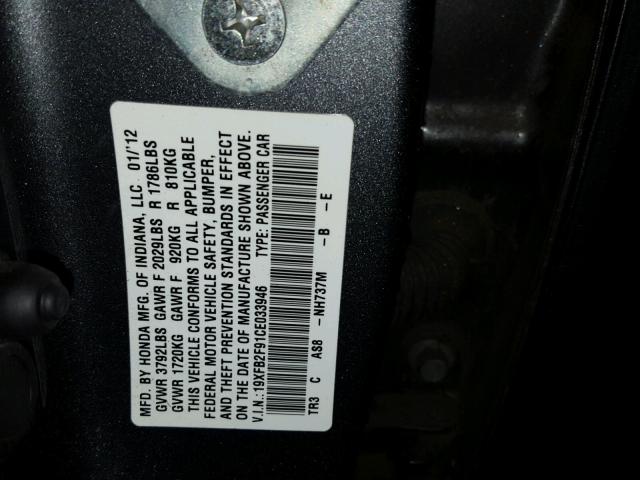 MFD. BY HONDA MFG. OF INDIANA, LLC. 01/'12
GVWR 3792LBS GAWR F 2029LBS R 1786LBS
GVWR 1720KG GAWR F 920KG R 810KG
THIS VEHICLE CONFORMS TO ALL APPLICABLE
FEDERAL MOTOR VEHICLE SAFETY, BUMPER,
AND THEFT PREVENTION STANDARDS IN EFFECT
ON THE DATE OF MANUFACTURE SHOWN ABOVE.
V.I.N.:19XFB2F91CE033946 TYPE: PASSENGER CAR
TR3 C AS8 -NH737M -B -E